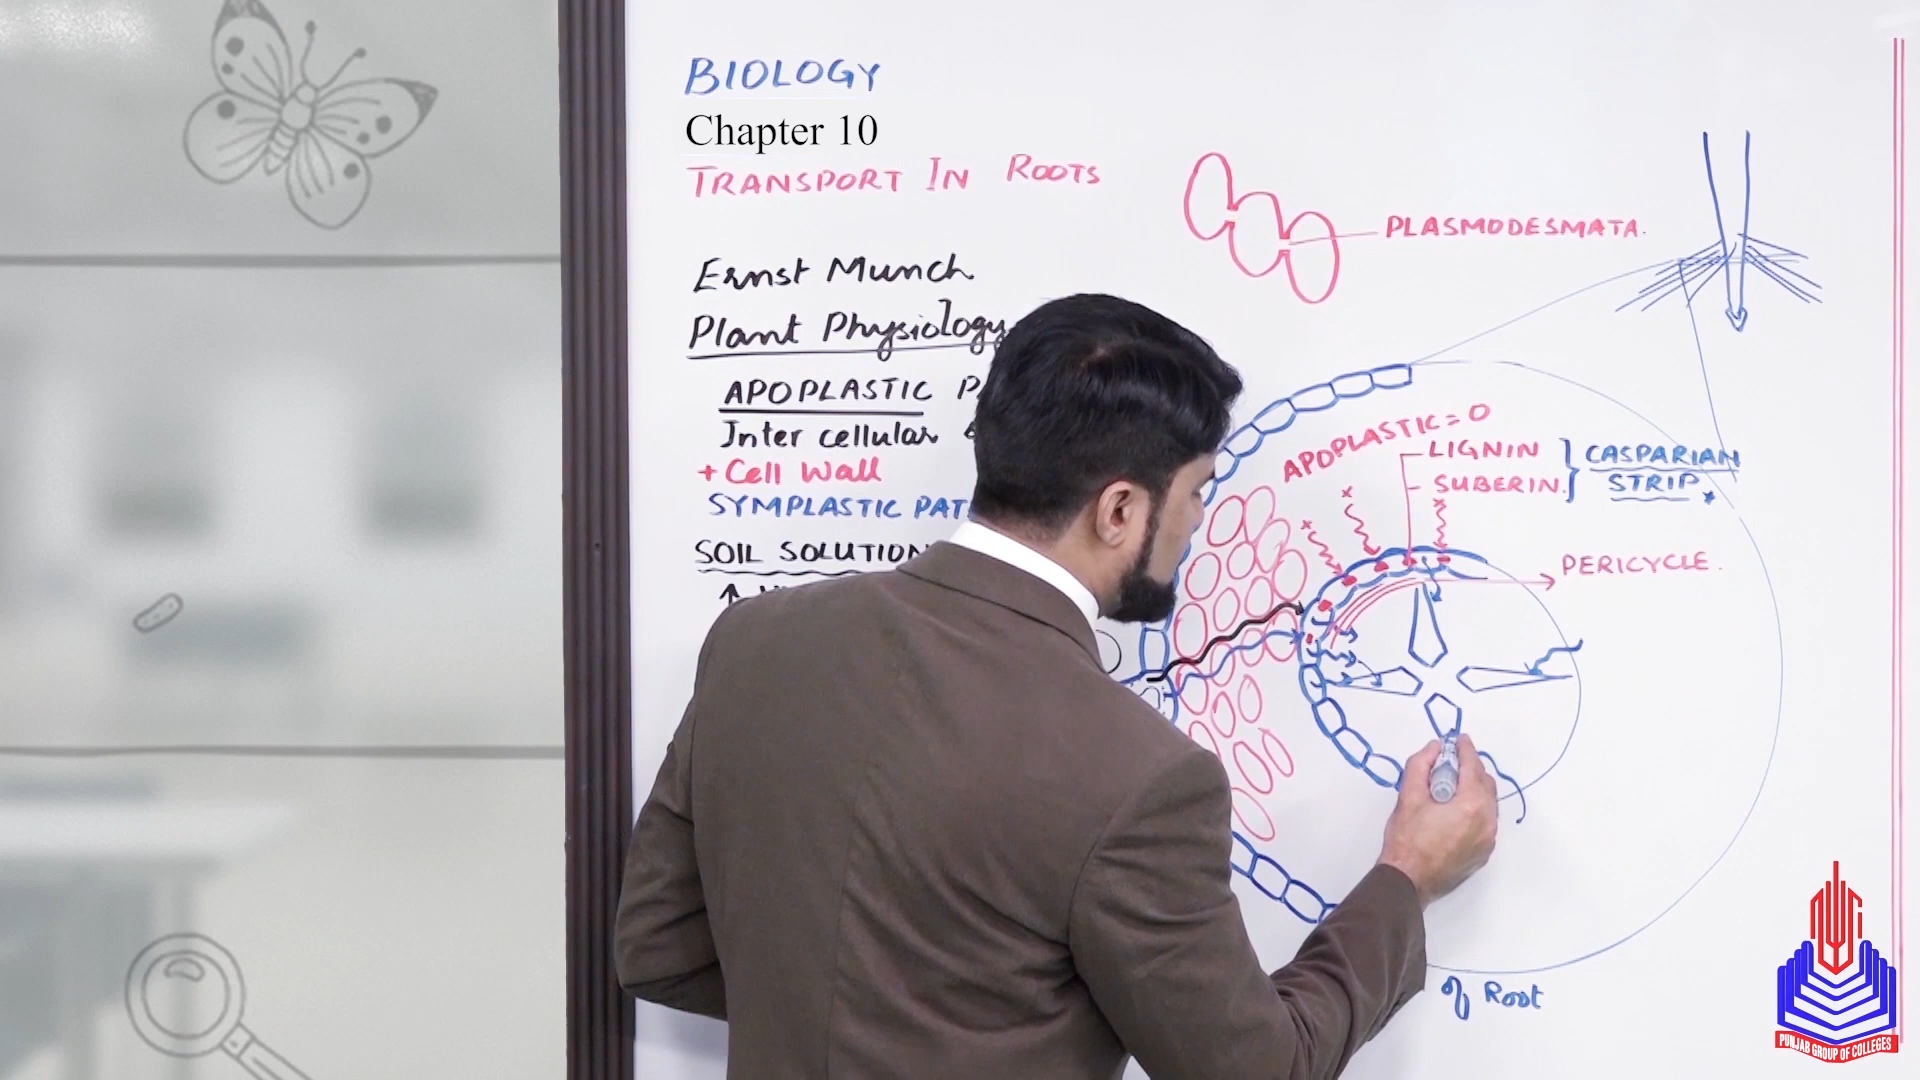 BIOLOGY
Chapter 10
TRANSPORT IN ROOTS
Ernst Munch
Plant Physiology
APOPLASTIC
Inter cellular
+ Cell Wall
SYMPLASTIC
SOIL SOLUTION
PLASMODESMATA.
APOPLASTIC = 0
LIGNIN
SUBERIN.
CASPARIAN
STRIP
PERICYCLE.
of Root
PUNJAB GROUP OF COLLEGES